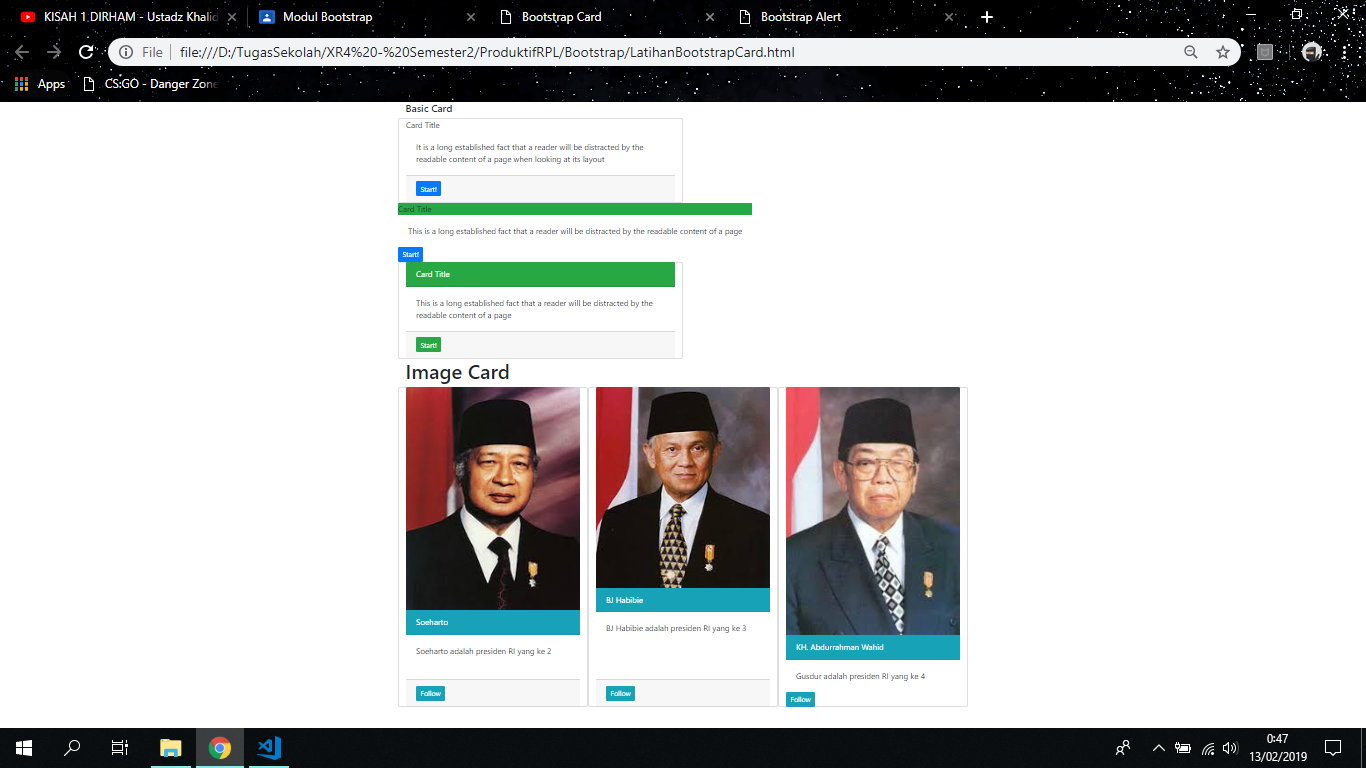 KISAH 1 DIRHAM - Ustadz Khalid
Modul Bootstrap
Bootstrap Card
Bootstrap Alert
File
file:///D:/TugasSekolah/XR4%20-%20Semester2/ProduktifRPL/Bootstrap/LatihanBootstrapCard.html
Apps
CS:GO - Danger Zone
Basic Card
Card Title
It is a long established fact that a reader will be distracted by the
readable content of a page when looking at its layout
Start!
Card Title
This is a long established fact that a reader will be distracted by the readable content of a page
Start!
Card Title
This is a long established fact that a reader will be distracted by the
readable content of a page
Start!
Image Card
Soeharto
Soeharto adalah presiden RI yang ke 2
Follow
BJ Habibie
BJ Habibie adalah presiden RI yang ke 3
Follow
KH. Abdurrahman Wahid
Gusdur adalah presiden RI yang ke 4
Follow
0:47
13/02/2019